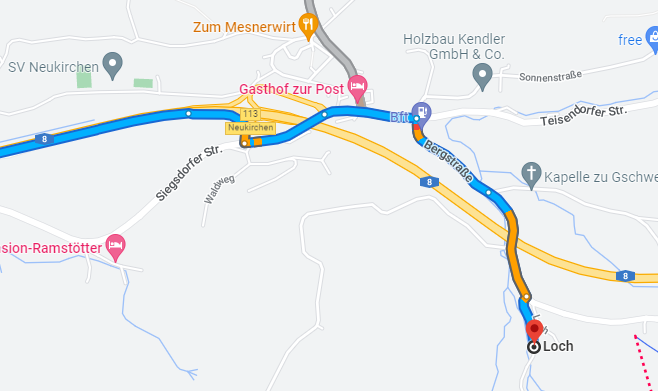 Zum Mesnerwirt
Holzbau Kendler
GmbH & Co.
free
SV Neukirchen
Sonnenstraße
Gasthof zur Post
113
Neukirchen
Bft
Teisendorfer Str.
8
Siegsdorfer Str.
Bergstraße
Waldweg
8
Kapelle zu Gschwe
nsion-Ramstötter
8
Loch